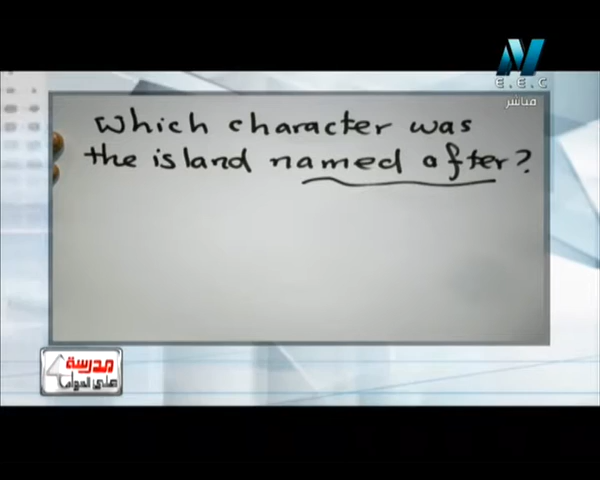 E.E.C
مباشر
Which character was
the island named after?
مدرسة
على الهواء